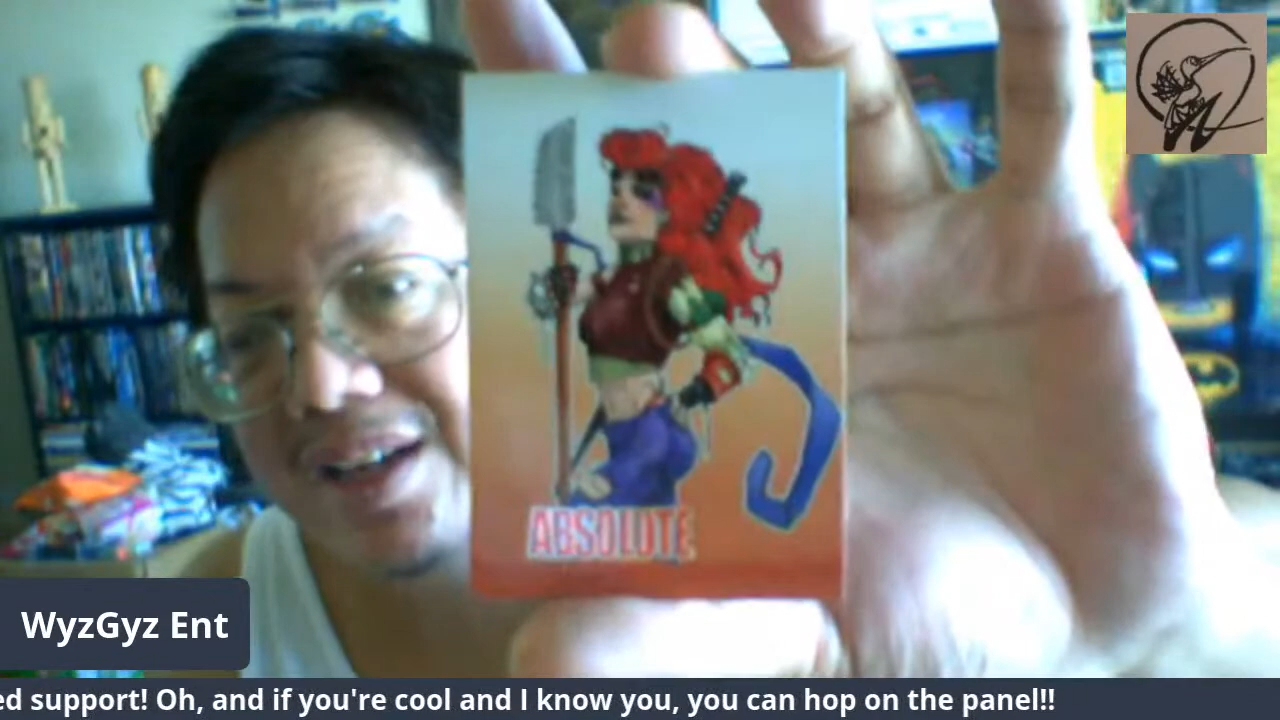 ABSOLUTE
WyzGyz Ent
ed support! Oh, and if you're cool and I know you, you can hop on the panel!!